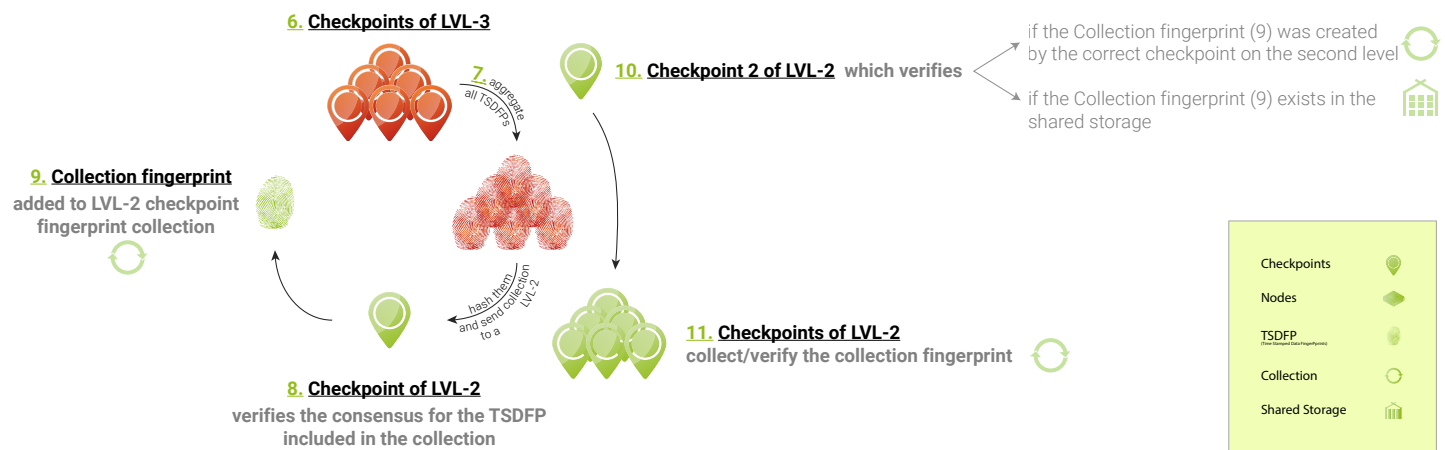 6. Checkpoints of LVL-3
7. aggregate
all TSDFPs
10. Checkpoint 2 of LVL-2 which verifies
if the Collection fingerprint (9) was created
by the correct checkpoint on the second level
if the Collection fingerprint (9) exists in the
shared storage
9. Collection fingerprint
added to LVL-2 checkpoint
fingerprint collection
hash them
and send collection
to a LVL-2
8. Checkpoint of LVL-2
verifies the consensus for the TSDFP
included in the collection
11. Checkpoints of LVL-2
collect/verify the collection fingerprint
Checkpoints
Nodes
TSDFP
(Time Stamped Data FingerPprints)
Collection
Shared Storage